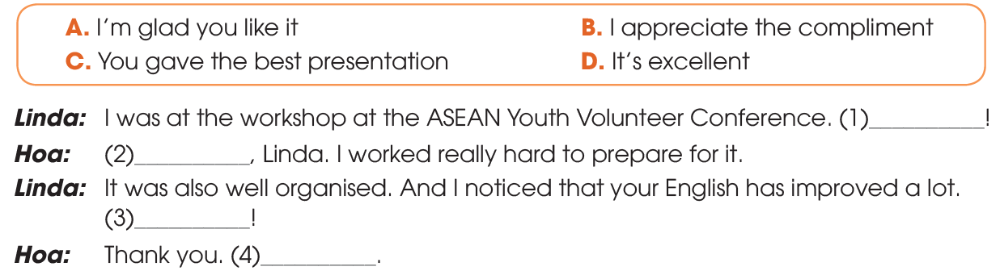 A. I'm glad you like it B. I appreciate the compliment
C. You gave the best presentation D. It's excellent
Linda: I was at the workshop at the ASEAN Youth Volunteer Conference. (1)__________!
Hoa: (2)__________, Linda. I worked really hard to prepare for it.
Linda: It was also well organised. And I noticed that your English has improved a lot.
(3)__________!
Hoa: Thank you. (4)__________.